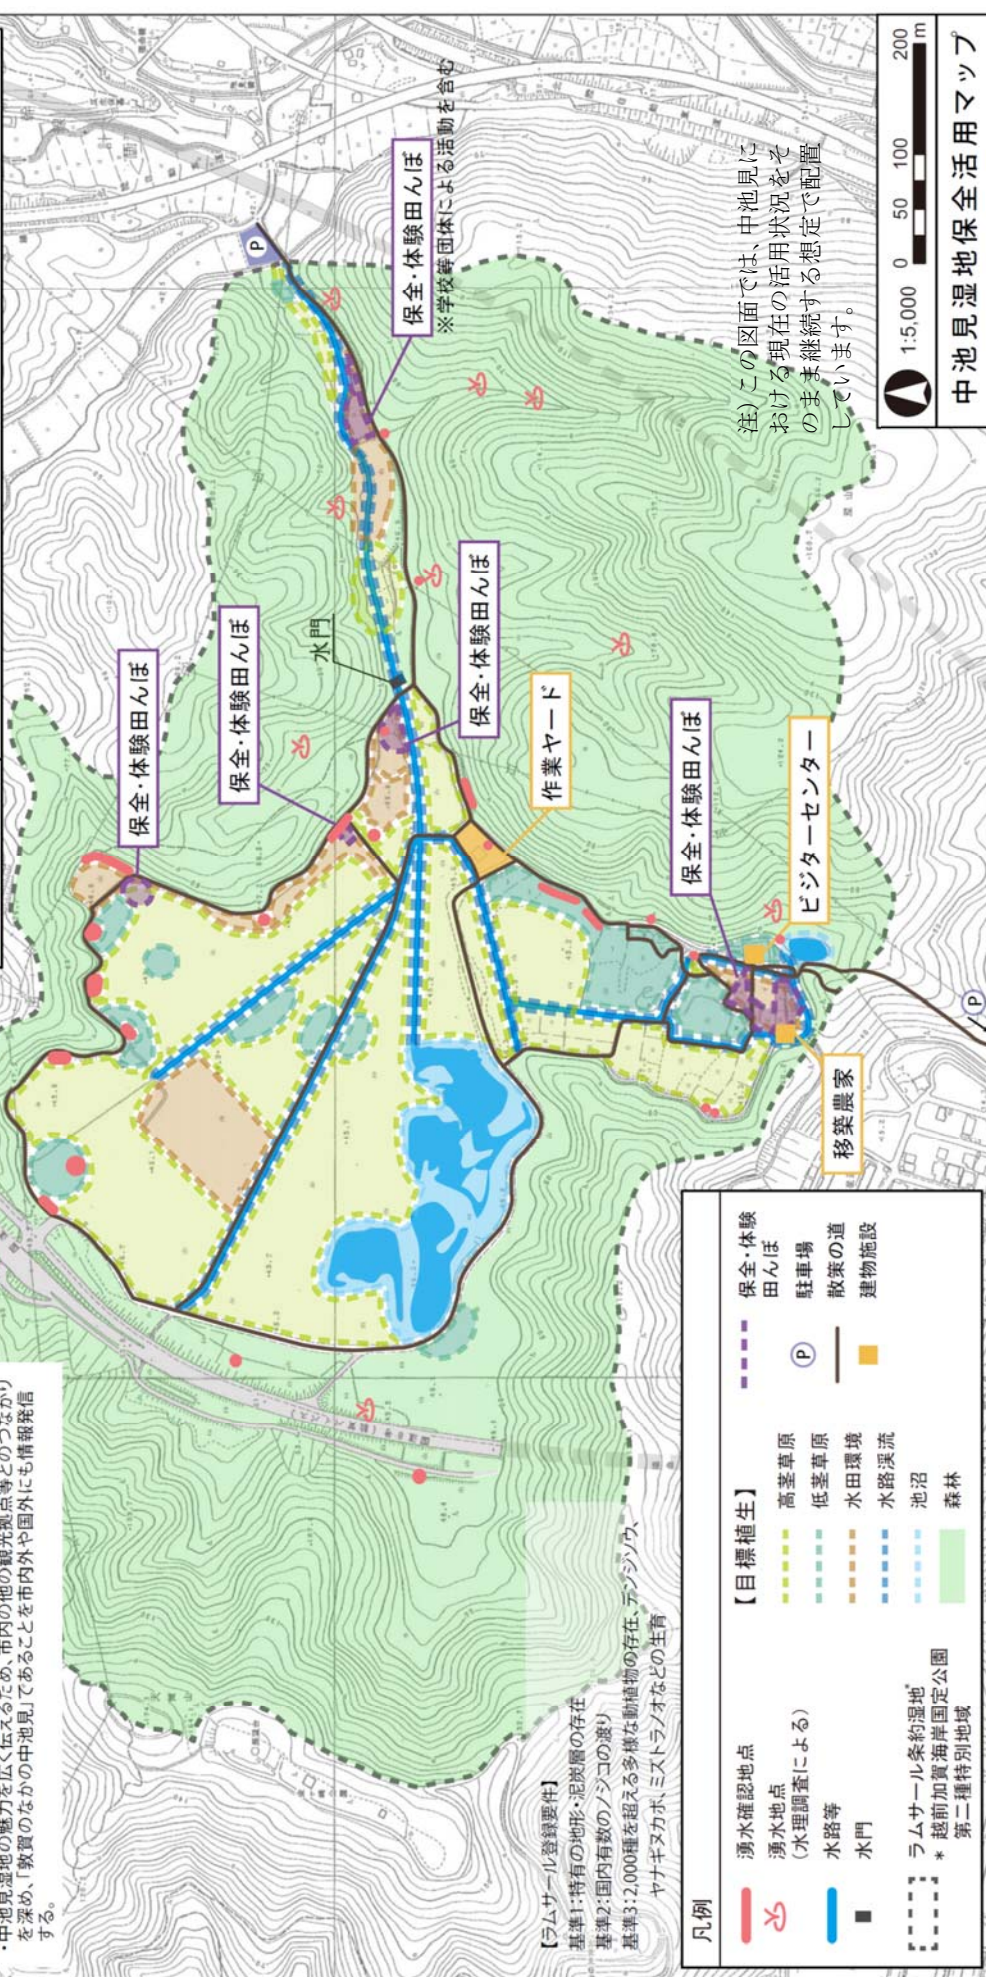 ・中池見湿地の魅力を広く伝えるため、市内の他の観光拠点等とのつながり
を深め、「敦賀のなかの中池見」であることを市内外や国外にも情報発信
する。
【ラムサール登録要件】
基準1：特有の地形・泥炭層の存在
基準2：国内有数のノジコの渡り
基準3：2,000種を超える多様な動植物の存在、デンジソウ、
ヤナギヌカボ、ミズトラノオなどの生育
保全・体験田んぼ
保全・体験田んぼ
水門
保全・体験田んぼ
保全・体験田んぼ
※学校等団体による活動を含む
作業ヤード
保全・体験田んぼ
ビジターセンター
移築農家
P
P
注）この図面では、中池見に
おける現在の活用状況をそ
のまま継続する想定で配置
しています。
凡例
湧水確認地点
湧水地点
（水理調査による）
水路等
水門
ラムサール条約湿地*
* 越前加賀海岸国定公園
第二種特別地域
【目標植生】
高茎草原
低茎草原
水田環境
水路渓流
池沼
森林
保全・体験
田んぼ
P 駐車場
散策の道
建物施設
1:5,000 0 50 100 200 m
中池見湿地保全活用マップ